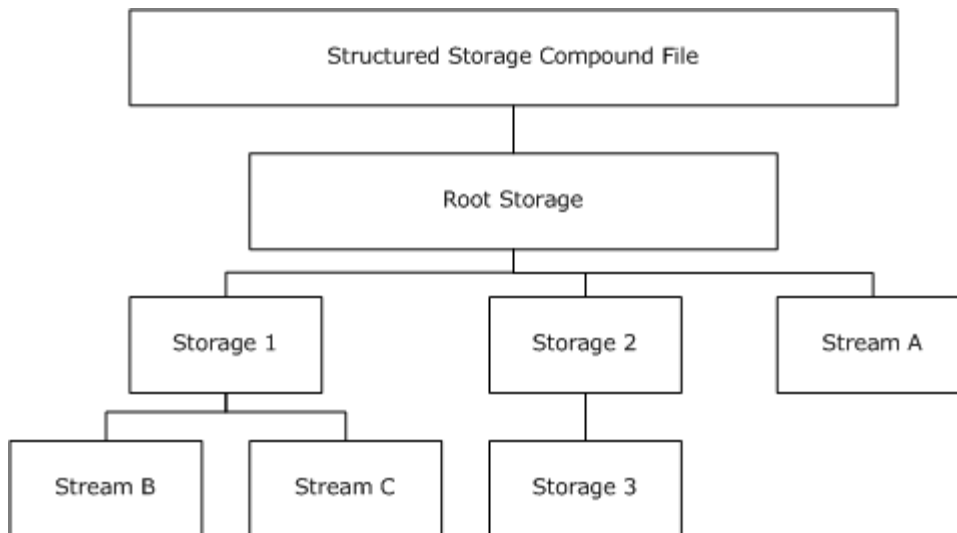 Structured Storage Compound File
Root Storage
Storage 1
Storage 2
Stream A
Stream B
Stream C
Storage 3